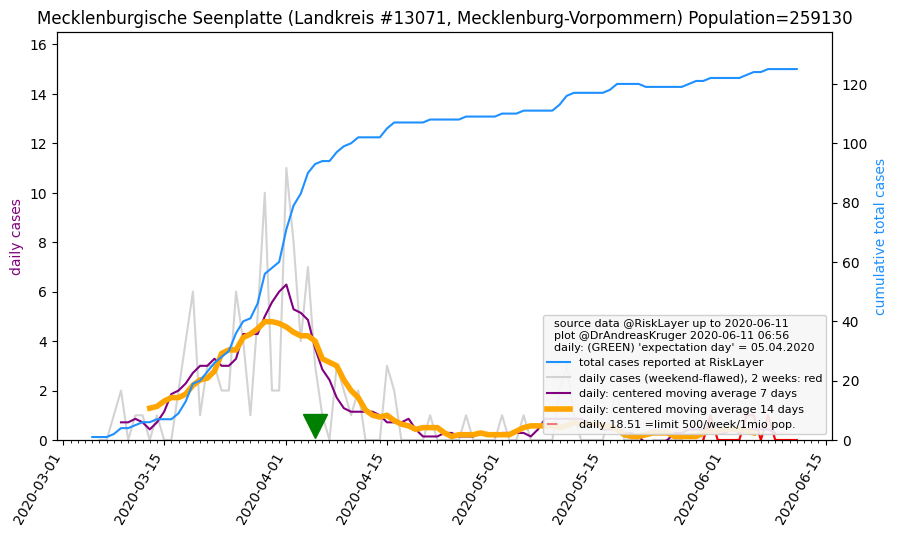 Mecklenburgische Seenplatte (Landkreis #13071, Mecklenburg-Vorpommern) Population=259130
16
14
12
10
8
6
4
2
0
daily cases
120
100
80
60
40
20
0
cumulative total cases
source data @RiskLayer up to 2020-06-11
plot @DrAndreasKruger 2020-06-11 06:56
daily: (GREEN) 'expectation day' = 05.04.2020
total cases reported at RiskLayer
daily cases (weekend-flawed), 2 weeks: red
daily: centered moving average 7 days
daily: centered moving average 14 days
daily 18.51 =limit 500/week/1mio pop.
2020-03-01
2020-03-15
2020-04-01
2020-04-15
2020-05-01
2020-05-15
2020-06-01
2020-06-15